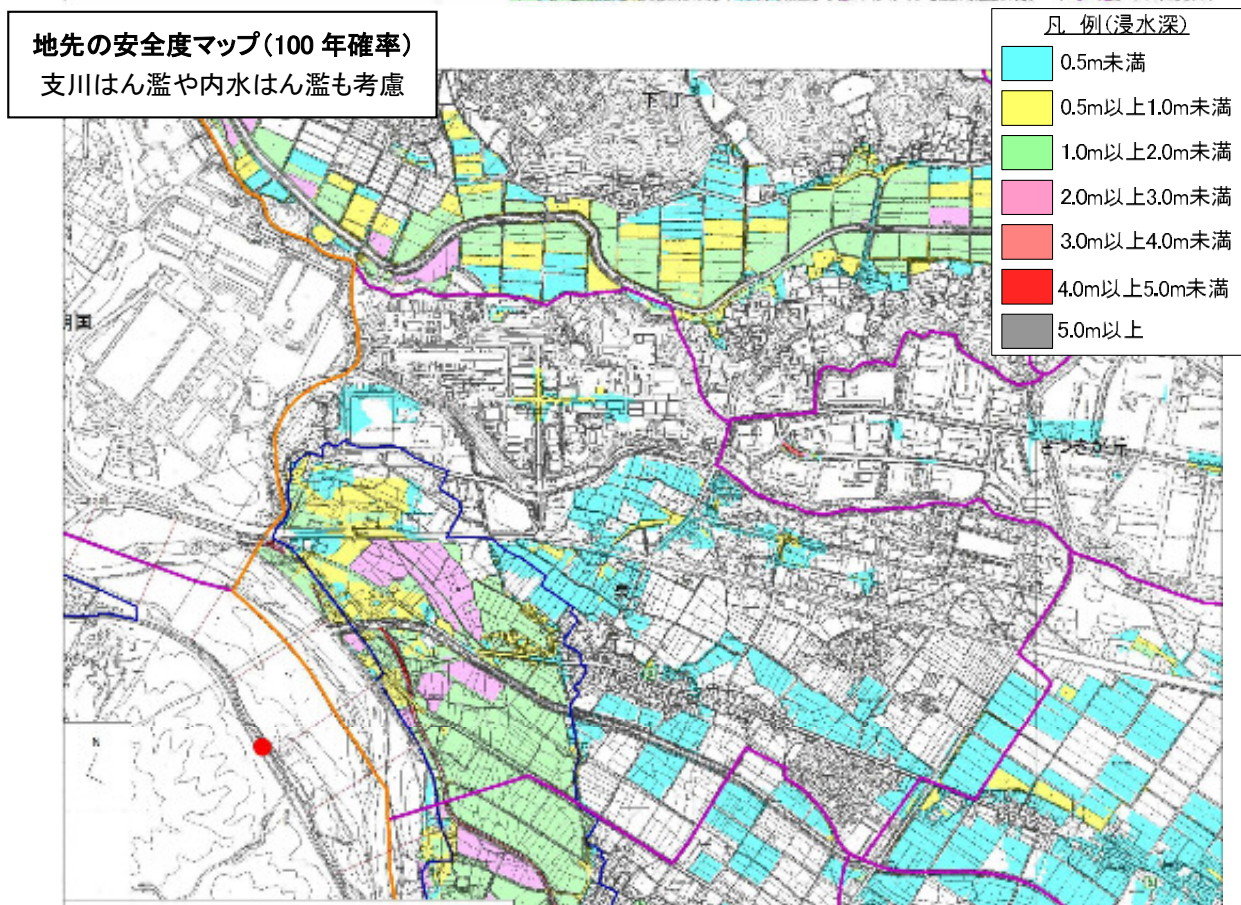 地先の安全度マップ(100 年確率)
支川はん濫や内水はん濫も考慮
凡 例(浸水深)
0.5m未満
0.5m以上1.0m未満
1.0m以上2.0m未満
2.0m以上3.0m未満
3.0m以上4.0m未満
4.0m以上5.0m未満
5.0m以上
N